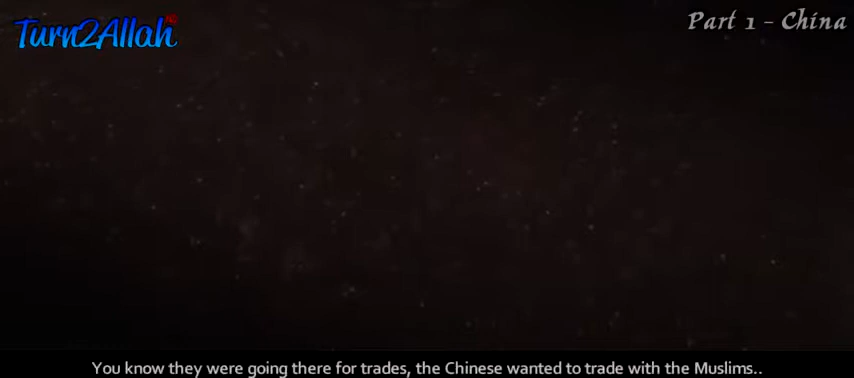 Turn2Allah HD
Part 1 - China
You know they were going there for trades, the Chinese wanted to trade with the Muslims..